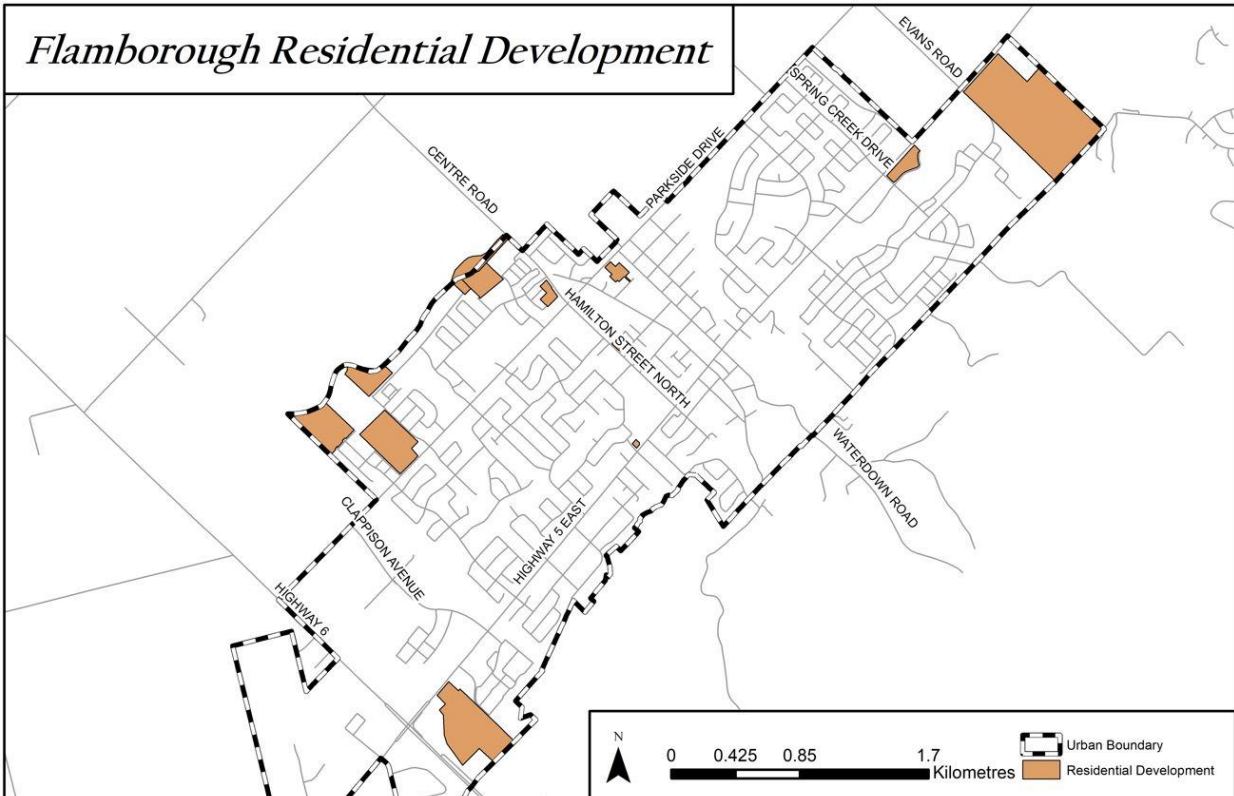 Flamborough Residential Development
EVANS ROAD
SPRING CREEK DRIVE
PARKSIDE DRIVE
CENTRE ROAD
HAMILTON STREET NORTH
WATERDOWN ROAD
HIGHWAY 5 EAST
CLAPPISON AVENUE
HIGHWAY 6
N
0 0.425 0.85 1.7
Kilometres
Urban Boundary
Residential Development